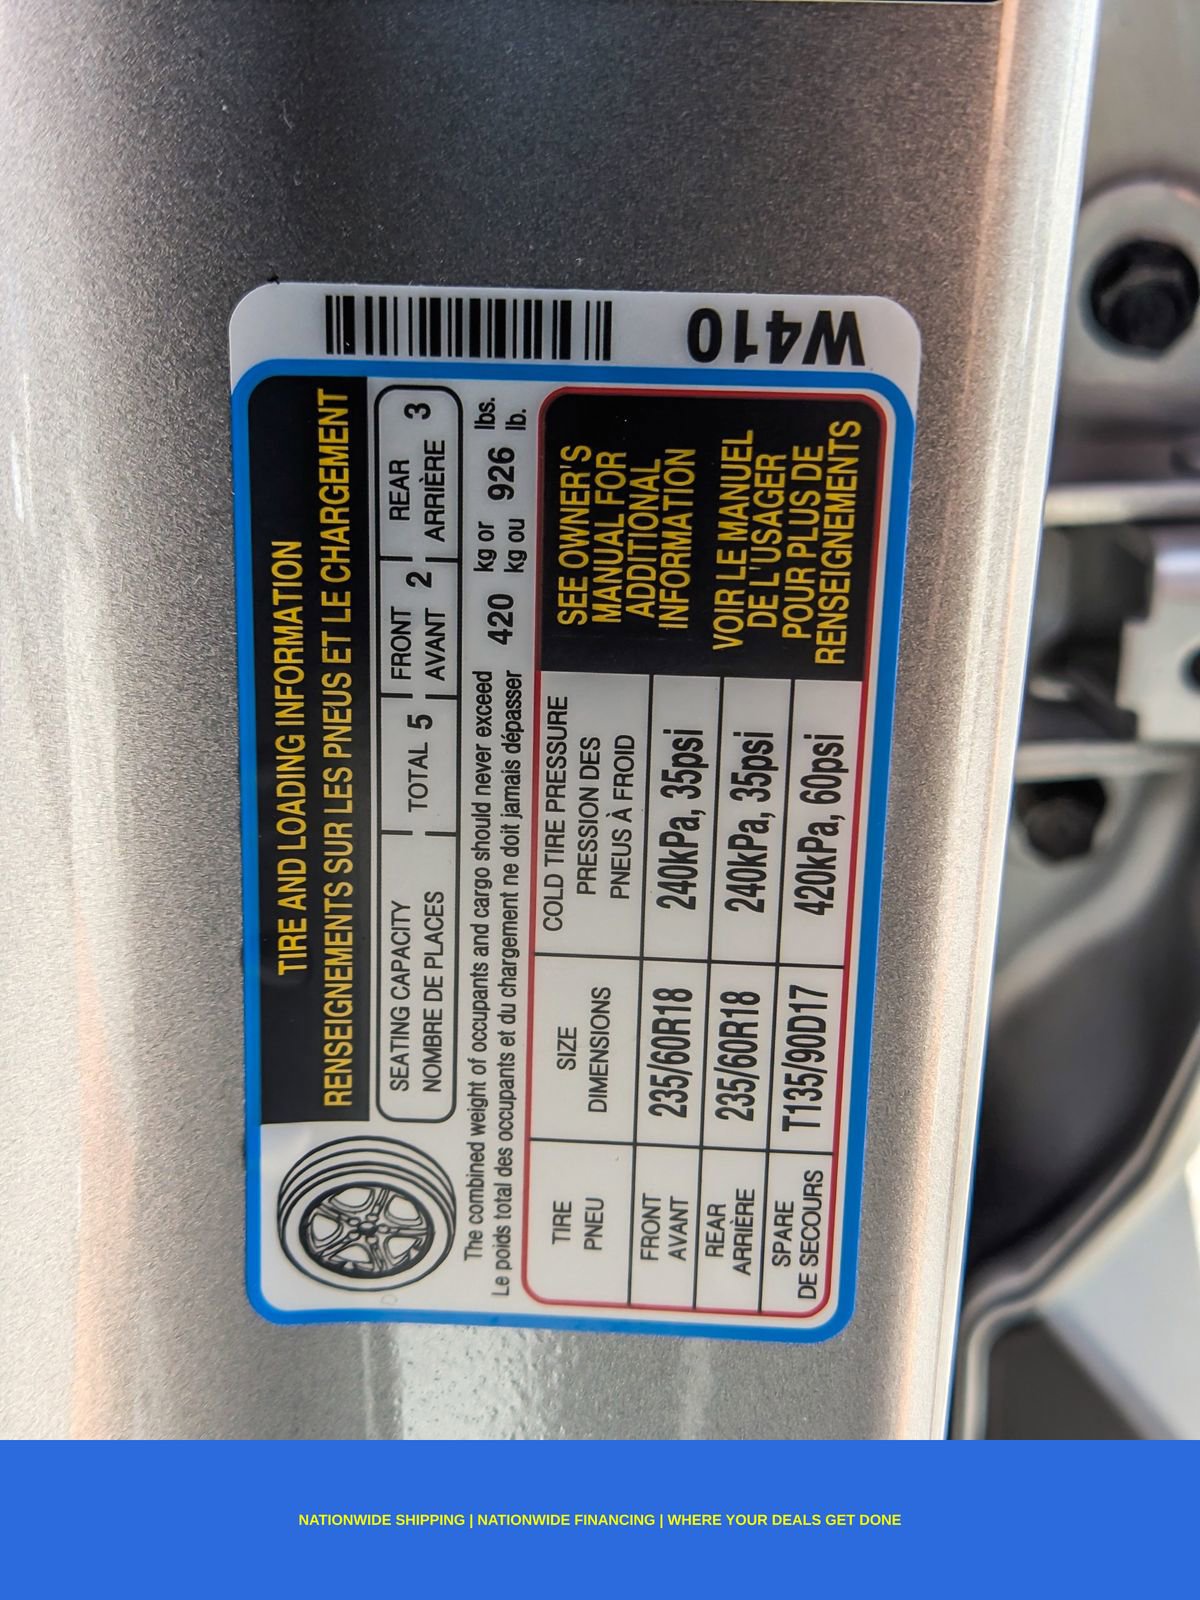 TIRE AND LOADING INFORMATION
RENSEIGNEMENTS SUR LES PNEUS ET LE CHARGEMENT
SEATING CAPACITY
NOMBRE DE PLACES
TOTAL 5
FRONT
AVANT
2
REAR
ARRIÈRE
3
The combined weight of occupants and cargo should never exceed 420 kg or 926 lbs.
Le poids total des occupants et du chargement ne doit jamais dépasser kg ou lb.
TIRE
PNEU
SIZE
DIMENSIONS
COLD TIRE PRESSURE
PRESSION DES
PNEUS À FROID
FRONT
AVANT
235/60R18
240kPa, 35psi
REAR
ARRIÈRE
235/60R18
240kPa, 35psi
SPARE
DE SECOURS
T135/90D17
420kPa, 60psi
SEE OWNER'S
MANUAL FOR
ADDITIONAL
INFORMATION
VOIR LE MANUEL
DE L'USAGER
POUR PLUS DE
RENSEIGNEMENTS
W410
NATIONWIDE SHIPPING | NATIONWIDE FINANCING | WHERE YOUR DEALS GET DONE